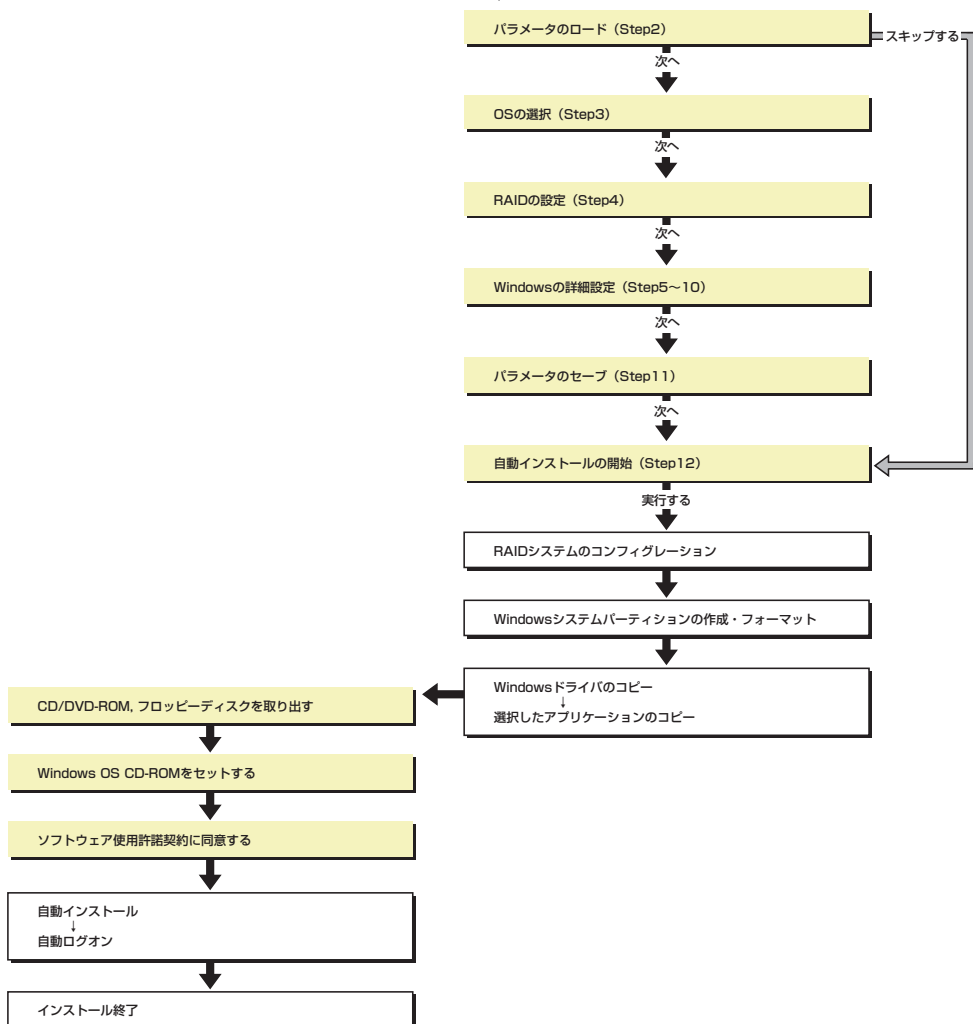 パラメータのロード（Step2）
スキップする
次へ
OSの選択（Step3）
次へ
RAIDの設定（Step4）
次へ
Windowsの詳細設定（Step5～10）
次へ
パラメータのセーブ（Step11）
次へ
自動インストールの開始（Step12）
実行する
RAIDシステムのコンフィグレーション
Windowsシステムパーティションの作成・フォーマット
Windowsドライバのコピー
↓
選択したアプリケーションのコピー
CD/DVD-ROM, フロッピーディスクを取り出す
Windows OS CD-ROMをセットする
ソフトウェア使用許諾契約に同意する
自動インストール
↓
自動ログオン
インストール終了